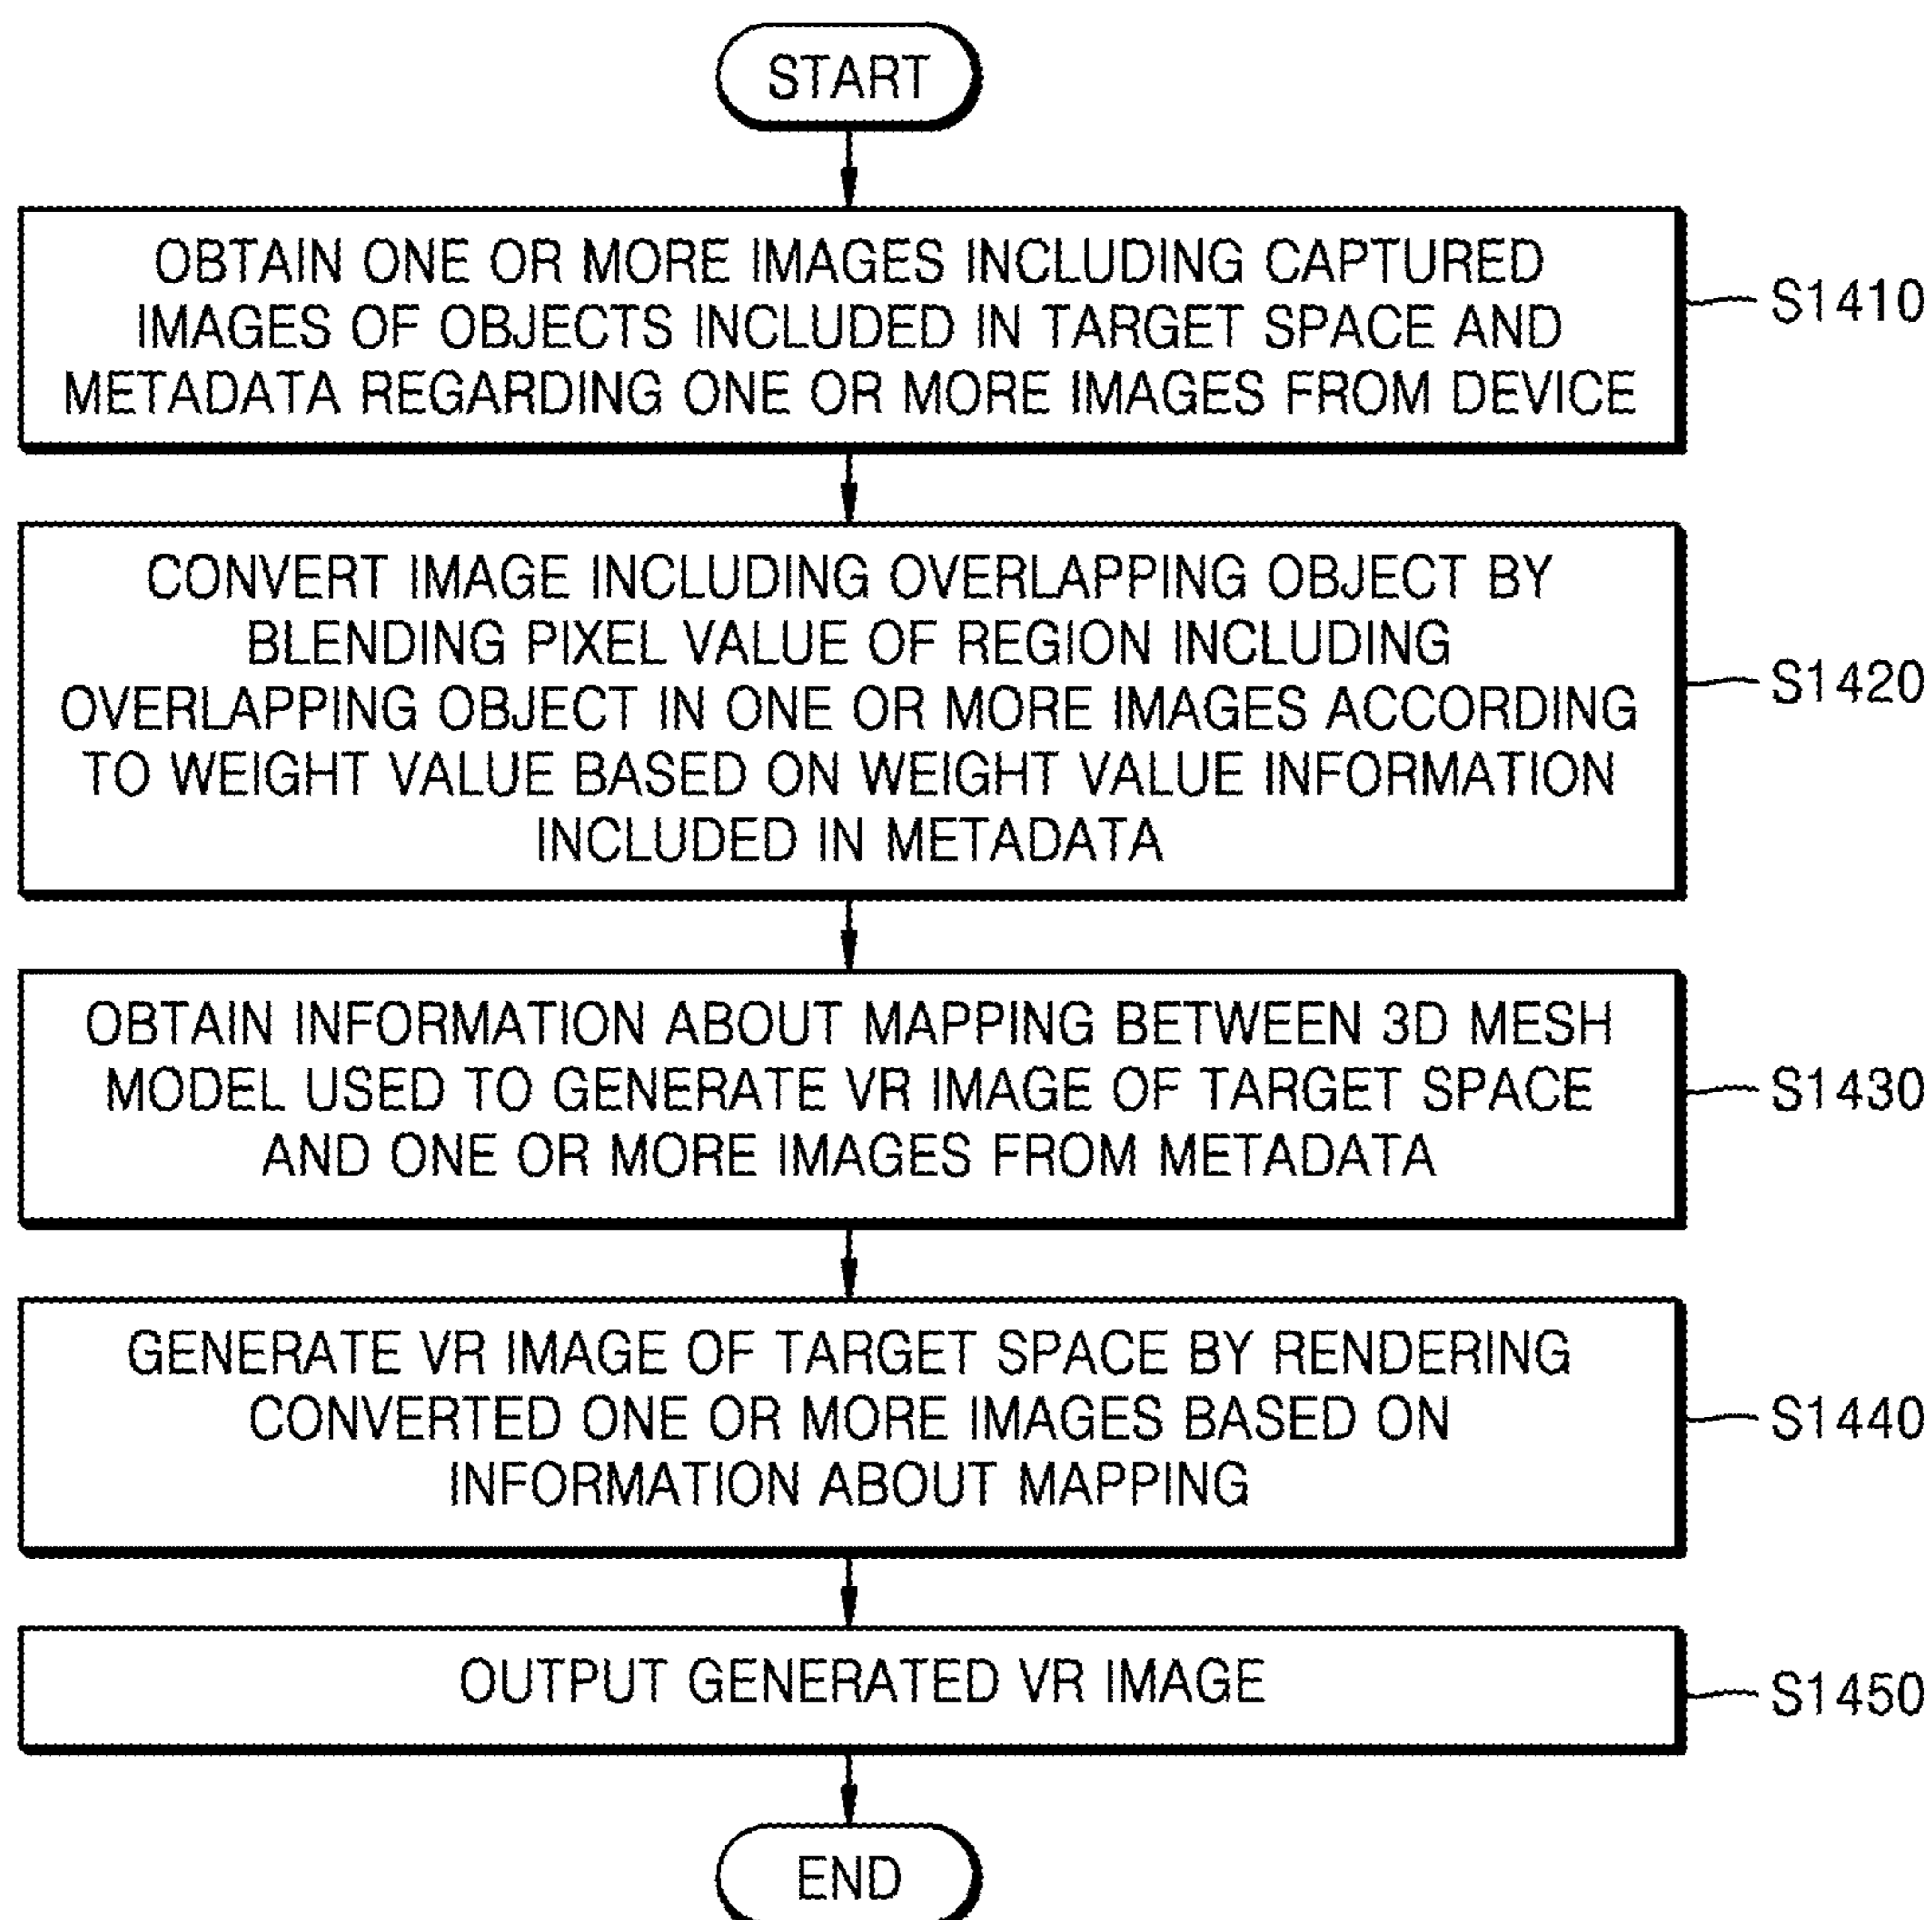 START
OBTAIN ONE OR MORE IMAGES INCLUDING CAPTURED
IMAGES OF OBJECTS INCLUDED IN TARGET SPACE AND
METADATA REGARDING ONE OR MORE IMAGES FROM DEVICE
S1410
CONVERT IMAGE INCLUDING OVERLAPPING OBJECT BY
BLENDING PIXEL VALUE OF REGION INCLUDING
OVERLAPPING OBJECT IN ONE OR MORE IMAGES ACCORDING
TO WEIGHT VALUE BASED ON WEIGHT VALUE INFORMATION
INCLUDED IN METADATA
S1420
OBTAIN INFORMATION ABOUT MAPPING BETWEEN 3D MESH
MODEL USED TO GENERATE VR IMAGE OF TARGET SPACE
AND ONE OR MORE IMAGES FROM METADATA
S1430
GENERATE VR IMAGE OF TARGET SPACE BY RENDERING
CONVERTED ONE OR MORE IMAGES BASED ON
INFORMATION ABOUT MAPPING
S1440
OUTPUT GENERATED VR IMAGE
S1450
END